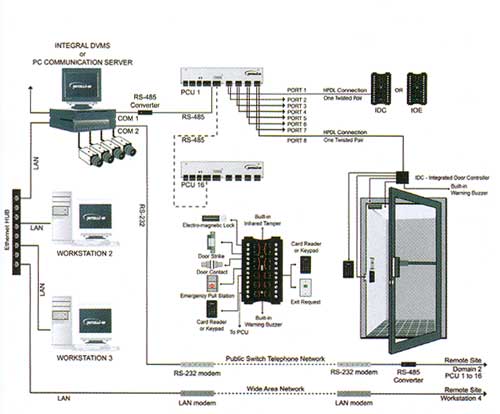 INTEGRAL DVMS
or
PC COMMUNICATION SERVER
RS-485
Converter
COM 1
COM 2
PCU 1
RS-485
RS-485
PCU 16
PORT 1
PORT 2
PORT 3
PORT 4
PORT 5
PORT 6
PORT 7
PORT 8
HPDL Connection
One Twisted Pair
HPDL Connection
One Twisted Pair
OR
IDC
IOE
IDC - Integrated Door Controller
Built-in
Warning Buzzer
LAN
Ethernet HUB
LAN
LAN
RS-232
WORKSTATION 2
WORKSTATION 3
Electro-magnetic Lock
Built-in
Infrared Tamper
Door Strike
Door Contact
Emergency Pull Station
Card Reader
or Keypad
Card Reader
or Keypad
Exit Request
To PCU
Built-in
Warning Buzzer
Public Switch Telephone Network
RS-232 modem
RS-232 modem
RS-485
Converter
Remote Site
Domain 2
PCU 1 to 16
Wide Area Network
LAN
LAN modem
LAN modem
Remote Site
Workstation 4